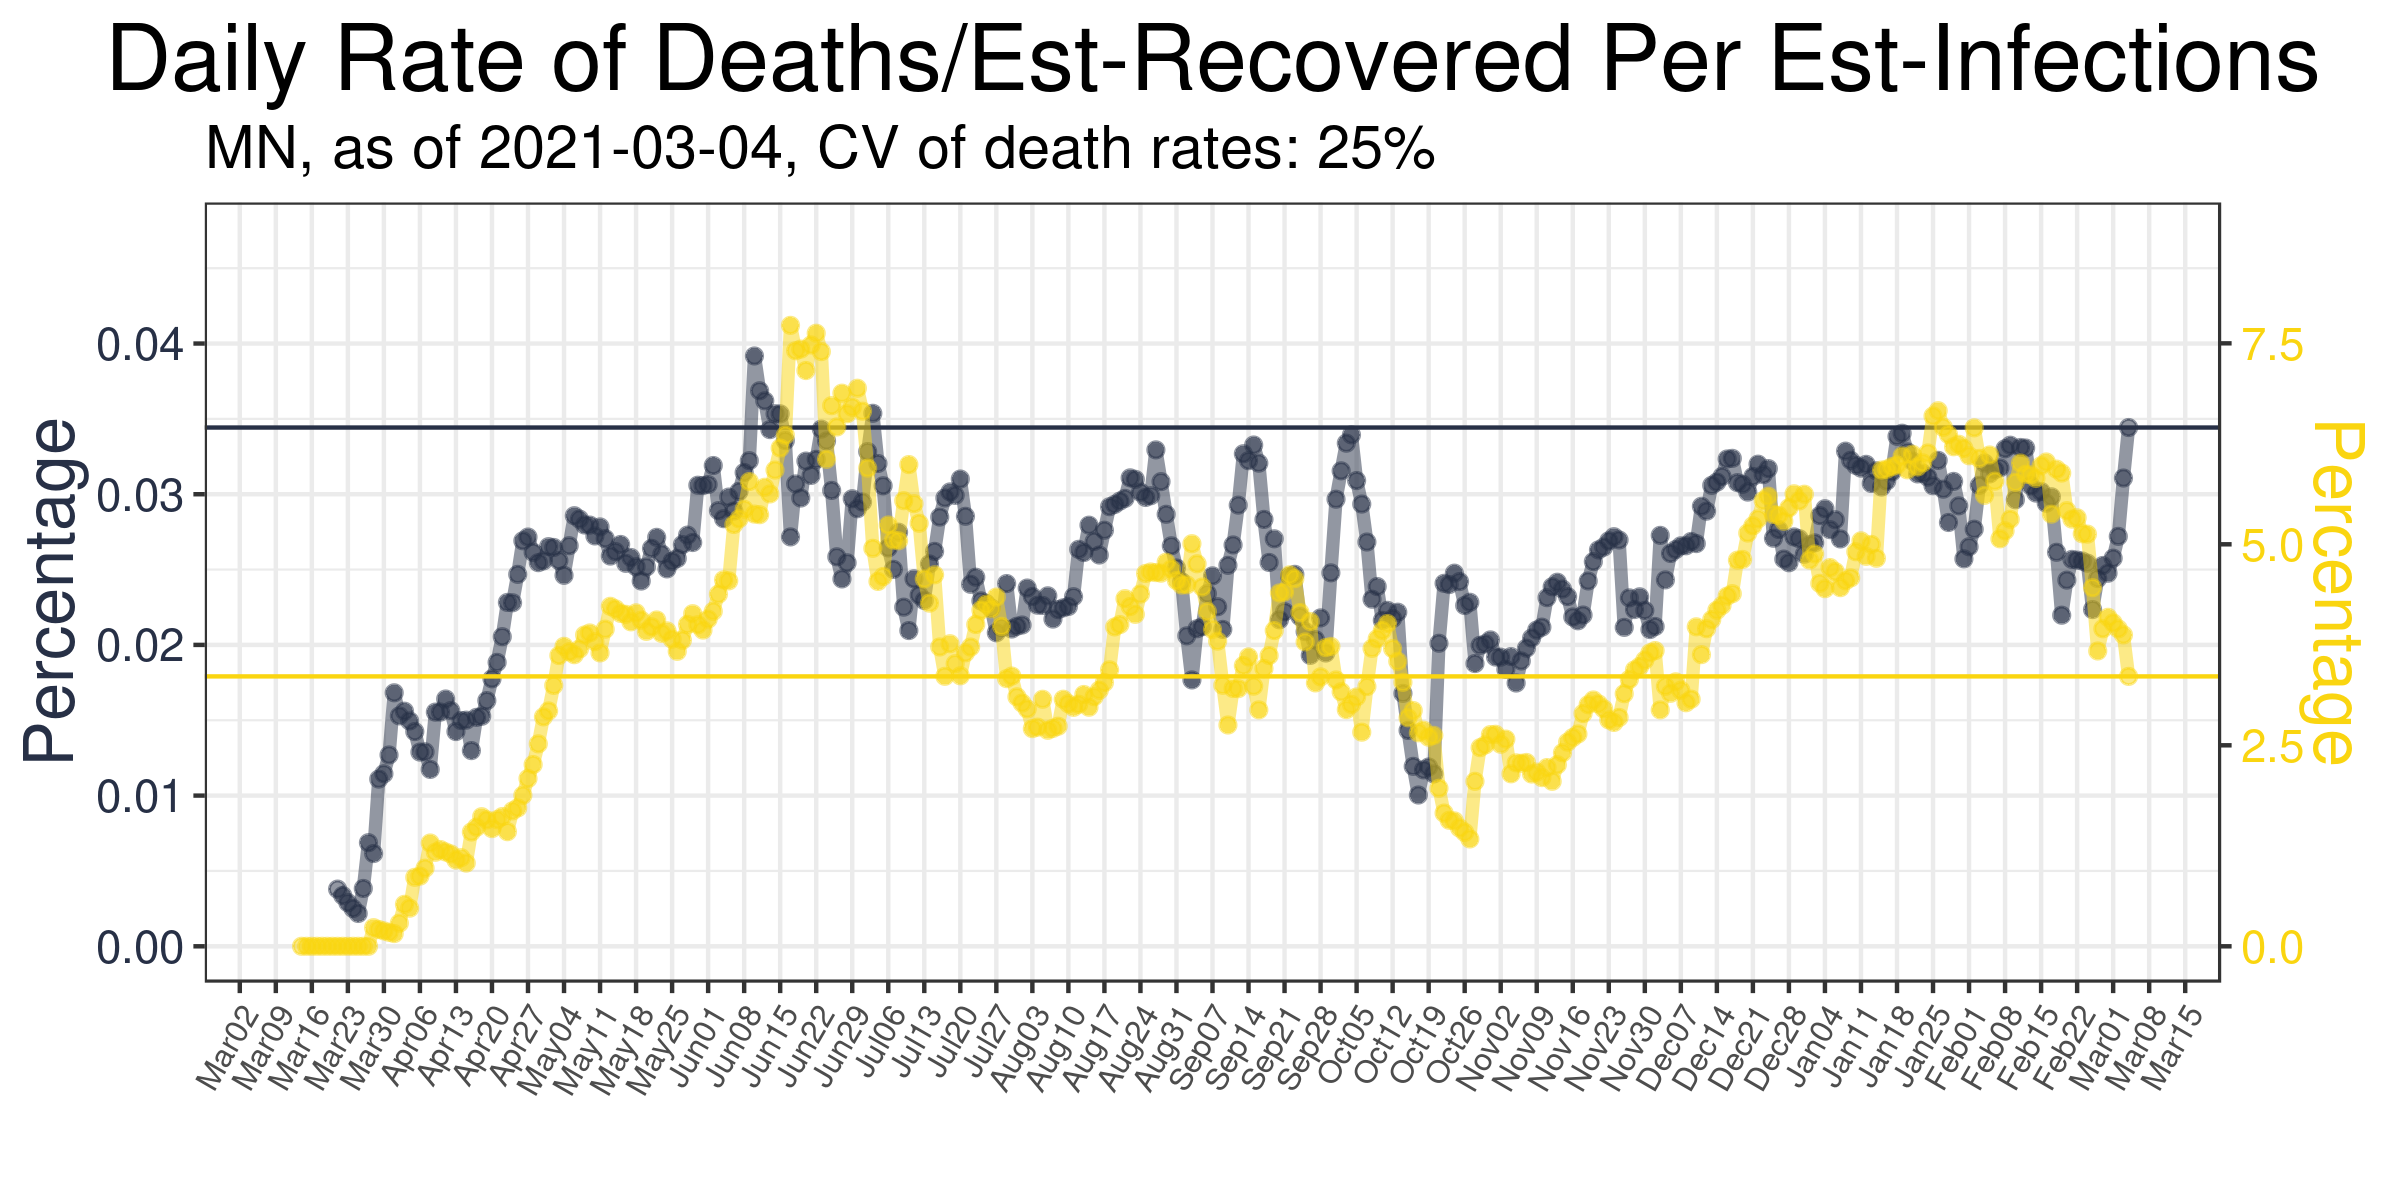 Daily Rate of Deaths/Est-Recovered Per Est-Infections
MN, as of 2021-03-04, CV of death rates: 25%
Percentage
0.04
0.03
0.02
0.01
0.00
7.5
5.0
2.5
0.0
Percentage
Mar02
Mar09
Mar16
Mar23
Mar30
Apr06
Apr13
Apr20
Apr27
May04
May11
May18
May25
Jun01
Jun08
Jun15
Jun22
Jun29
Jul06
Jul13
Jul20
Jul27
Aug03
Aug10
Aug17
Aug24
Aug31
Sep07
Sep14
Sep21
Sep28
Oct05
Oct12
Oct19
Oct26
Nov02
Nov09
Nov16
Nov23
Nov30
Dec07
Dec14
Dec21
Dec28
Jan04
Jan11
Jan18
Jan25
Feb01
Feb08
Feb15
Feb22
Mar01
Mar08
Mar15